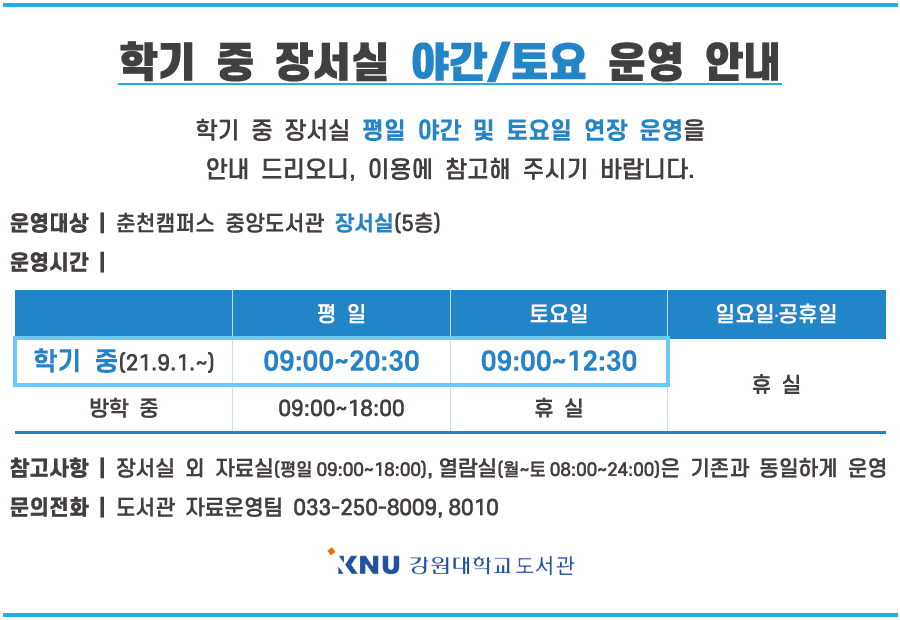 학기 중 장서실 야간/토요 운영 안내
학기 중 장서실 평일 야간 및 토요일 연장 운영을
안내 드리오니, 이용에 참고해 주시기 바랍니다.
운영대상 | 춘천캠퍼스 중앙도서관 장서실(5층)
운영시간 |
평 일 토요일 일요일·공휴일
학기 중(21.9.1.~) 09:00~20:30 09:00~12:30
휴 실
방학 중 09:00~18:00 휴 실
참고사항 | 장서실 외 자료실(평일 09:00~18:00), 열람실(월~토 08:00~24:00)은 기존과 동일하게 운영
문의전화 | 도서관 자료운영팀 033-250-8009, 8010
KNU 강원대학교 도서관